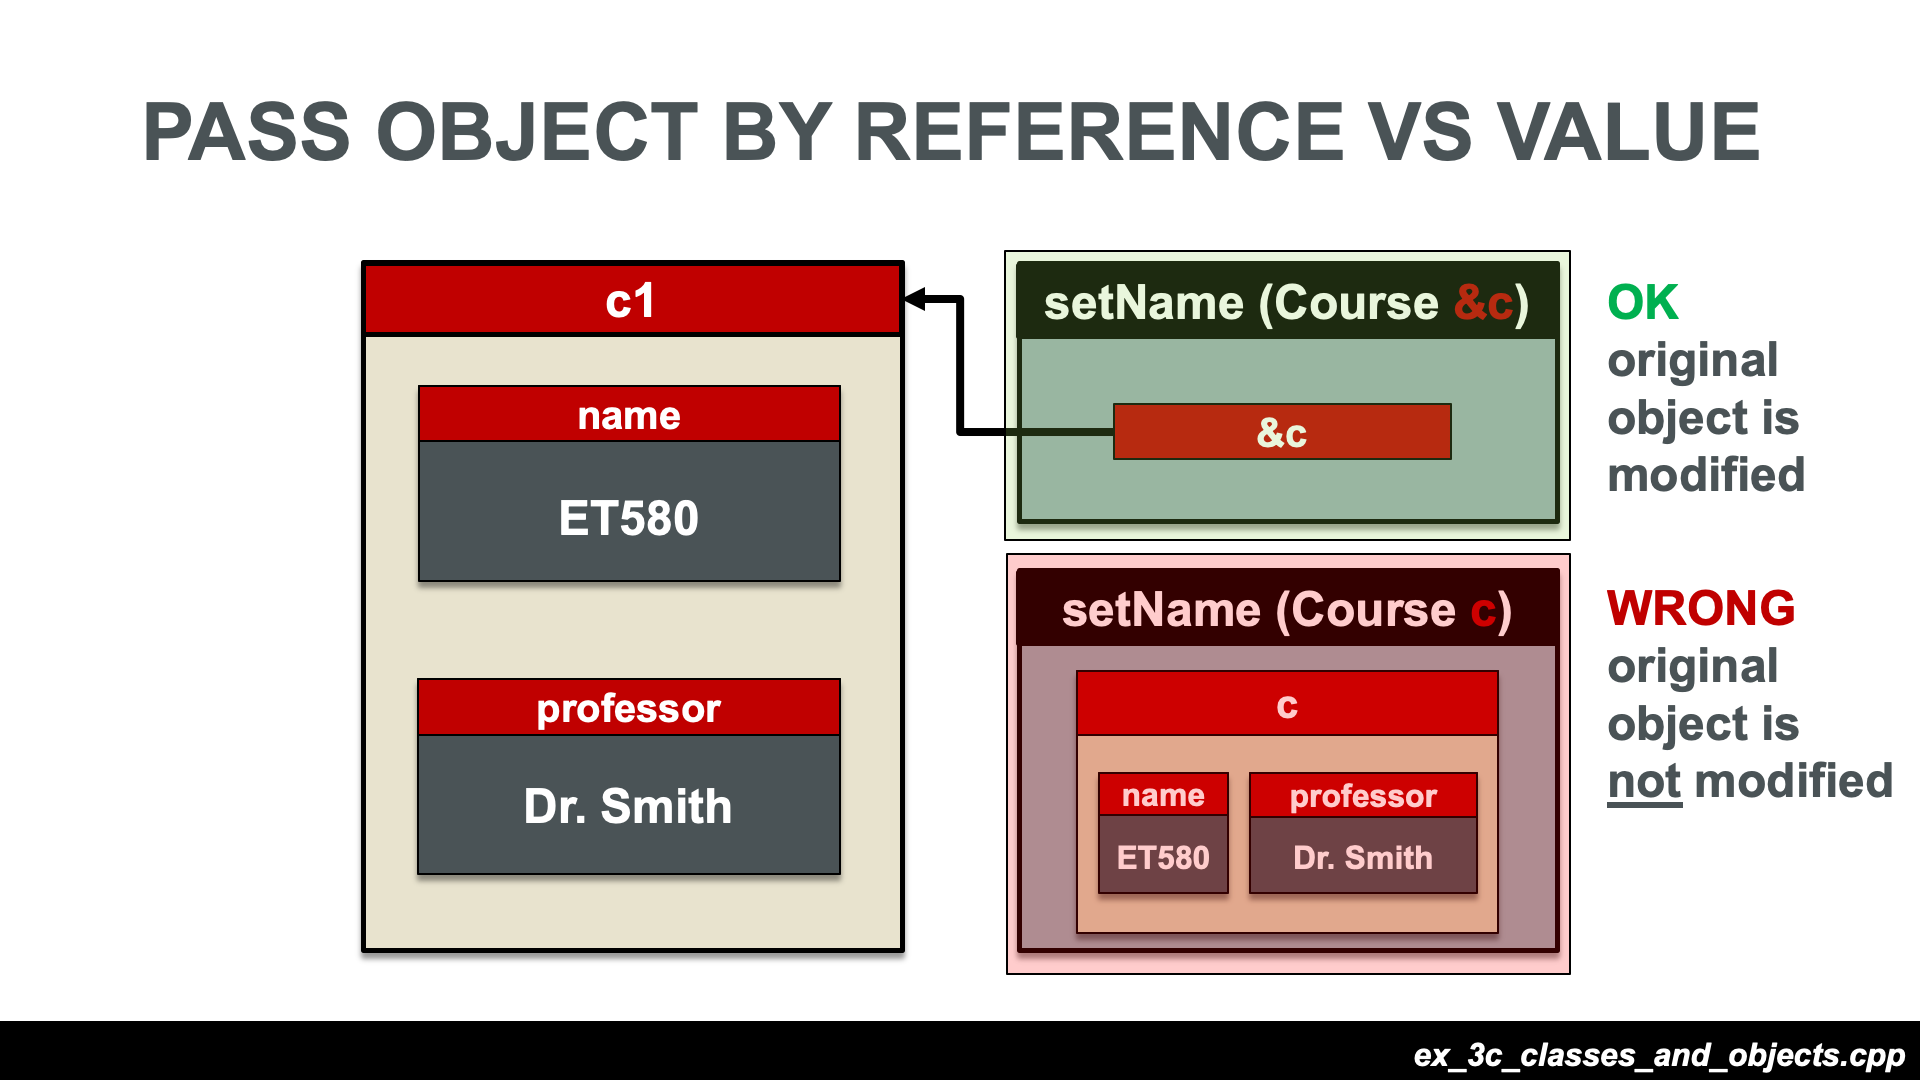 PASS OBJECT BY REFERENCE VS VALUE
c1
name
ET580
professor
Dr. Smith
setName (Course &c)
&c
OK
original
object is
modified
setName (Course c)
c
name
professor
ET580
Dr. Smith
WRONG
original
object is
not modified
ex_3c_classes_and_objects.cpp